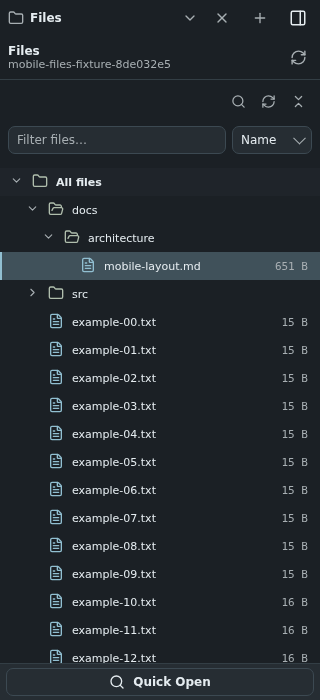 Files
Files
mobile-files-fixture-8de032e5
Filter files...
Name
All files
docs
architecture
mobile-layout.md 651 B
src
example-00.txt 15 B
example-01.txt 15 B
example-02.txt 15 B
example-03.txt 15 B
example-04.txt 15 B
example-05.txt 15 B
example-06.txt 15 B
example-07.txt 15 B
example-08.txt 15 B
example-09.txt 15 B
example-10.txt 16 B
example-11.txt 16 B
example-12.txt 16 B
Quick Open